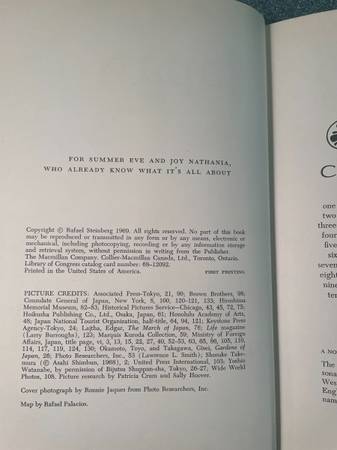 FOR SUMMER EVE AND JOY NATHANIA,
WHO ALREADY KNOW WHAT IT'S ALL ABOUT
Copyright © Rafael Steinberg 1969. All rights reserved. No part of this book
may be reproduced or transmitted in any form or by any means, electronic or
mechanical, including photocopying, recording or by any information storage
and retrieval system, without permission in writing from the publisher.
The Macmillan Company. Collier-Macmillan Canada, Ltd., Toronto, Ontario.
Library of Congress catalog card number: 69-12092.
Printed in the United States of America. FIRST PRINTING
PICTURE CREDITS: Associated Press-Tokyo, 21, 90; Brown Brothers, 96;
Consulate General of Japan, New York, 8, 100, 120-121, 133; Hiroshima
Memorial Museum, 82–83, Historical Pictures Service—Chicago, 43, 45, 72, 75;
Hoikusha Publishing Co., Ltd., Osaka, Japan, 61; Honolulu Academy of Arts,
48; Japan National Tourist Organization, half-title, 64, 94, 121; Keystone Press
Agency-Tokyo, 24; Lajtha, Edgar, The March of Japan, 78; Life magazine
(Larry Burroughs), 123; Marquis Kuroda Collection, 59; Ministry of Foreign
Affairs, Japan, title page, vi, 3, 13, 15, 22, 27, 40, 52–53, 63, 65, 86, 105, 110,
114, 117, 119, 124, 130; Okamoto, Toyo, and Takagawa, Gisei, Gardens of
Japan, 26; Photo Researchers, Inc., 53 (Lawrence L. Smith); Shunsuke Take-
mura (© Asahi Shimbun, 1968), 2; United Press International, 103; Yoshio
Watanabe, by permission of Bijutsu Shuppan-sha, Tokyo, 26-27; Wide World
Photos, 108. Picture research by Patricia Crum and Sally Hoover.
Cover photograph by Bonnie Jaques from Photo Researchers, Inc.
Map by Rafael Palacios.
C
one
two
three
four
five
six
seven
eight
nine
ten
A NO
The
sona
may
Engl
nam